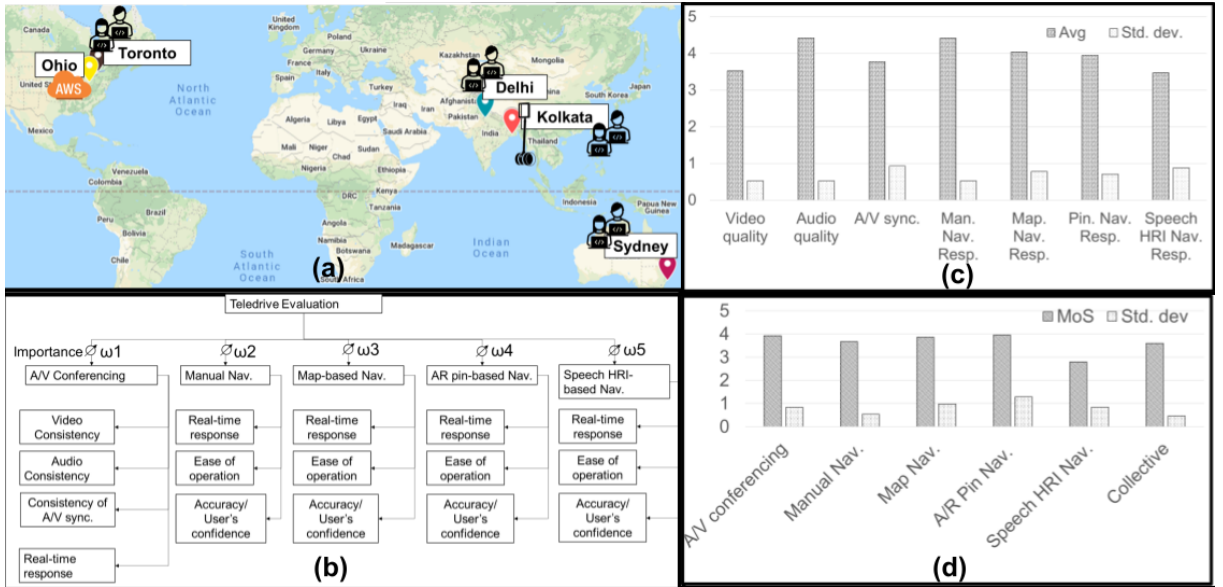 Canada
Toronto
Ohio
AWS
United St
Mexico
Venezuela
Colombia
Brazil
Peru
Bolivia
Chile
North
Atlantic
Ocean
South
Atlantic
Ocean
United
Kingdom
Poland
Germany
Ukraine
France
Italy
Spain
Turkey
Algeria
Libya
Egypt
Saudi Arabia
Mali
Niger
Sudan
Chad
Nigeria
Ethiopia
DRC
Kenya
Tanzania
Angola
Namibia
Botswana
Madagascar
South Africa
Iraq
Iran
Kazakhstan
Mongolia
Afghanistan
Pakistan
India
Delhi
Kolkata
China
South Korea
Japan
Thailand
Indonesia
Papua New
Guinea
Indian
Ocean
Sydney
(a)
Teledrive Evaluation
Importance
ω1
ω2
ω3
ω4
ω5
A/V Conferencing
Manual Nav.
Map-based Nav.
AR pin-based Nav.
Speech HRI-
based Nav.
Video
Consistency
Audio
Consistency
Consistency of
A/V sync.
Real-time
response
Real-time
response
Ease of
operation
Accuracy/
User's
confidence
Real-time
response
Ease of
operation
Accuracy/
User's
confidence
Real-time
response
Ease of
operation
Accuracy/
User's
confidence
Real-time
response
Ease of
operation
Accuracy/
User's
confidence
(b)
5
4
3
2
1
0
Avg
Std. dev.
Video
quality
Audio
quality
A/V sync.
Man.
Nav.
Resp.
Map.
Nav.
Resp.
Pin. Nav.
Resp.
Speech
HRI Nav.
Resp.
(c)
5
4
3
2
1
0
MoS
Std. dev
A/V conferencing
Manual Nav.
Map Nav.
A/R Pin Nav.
Speech HRI Nav.
Collective
(d)